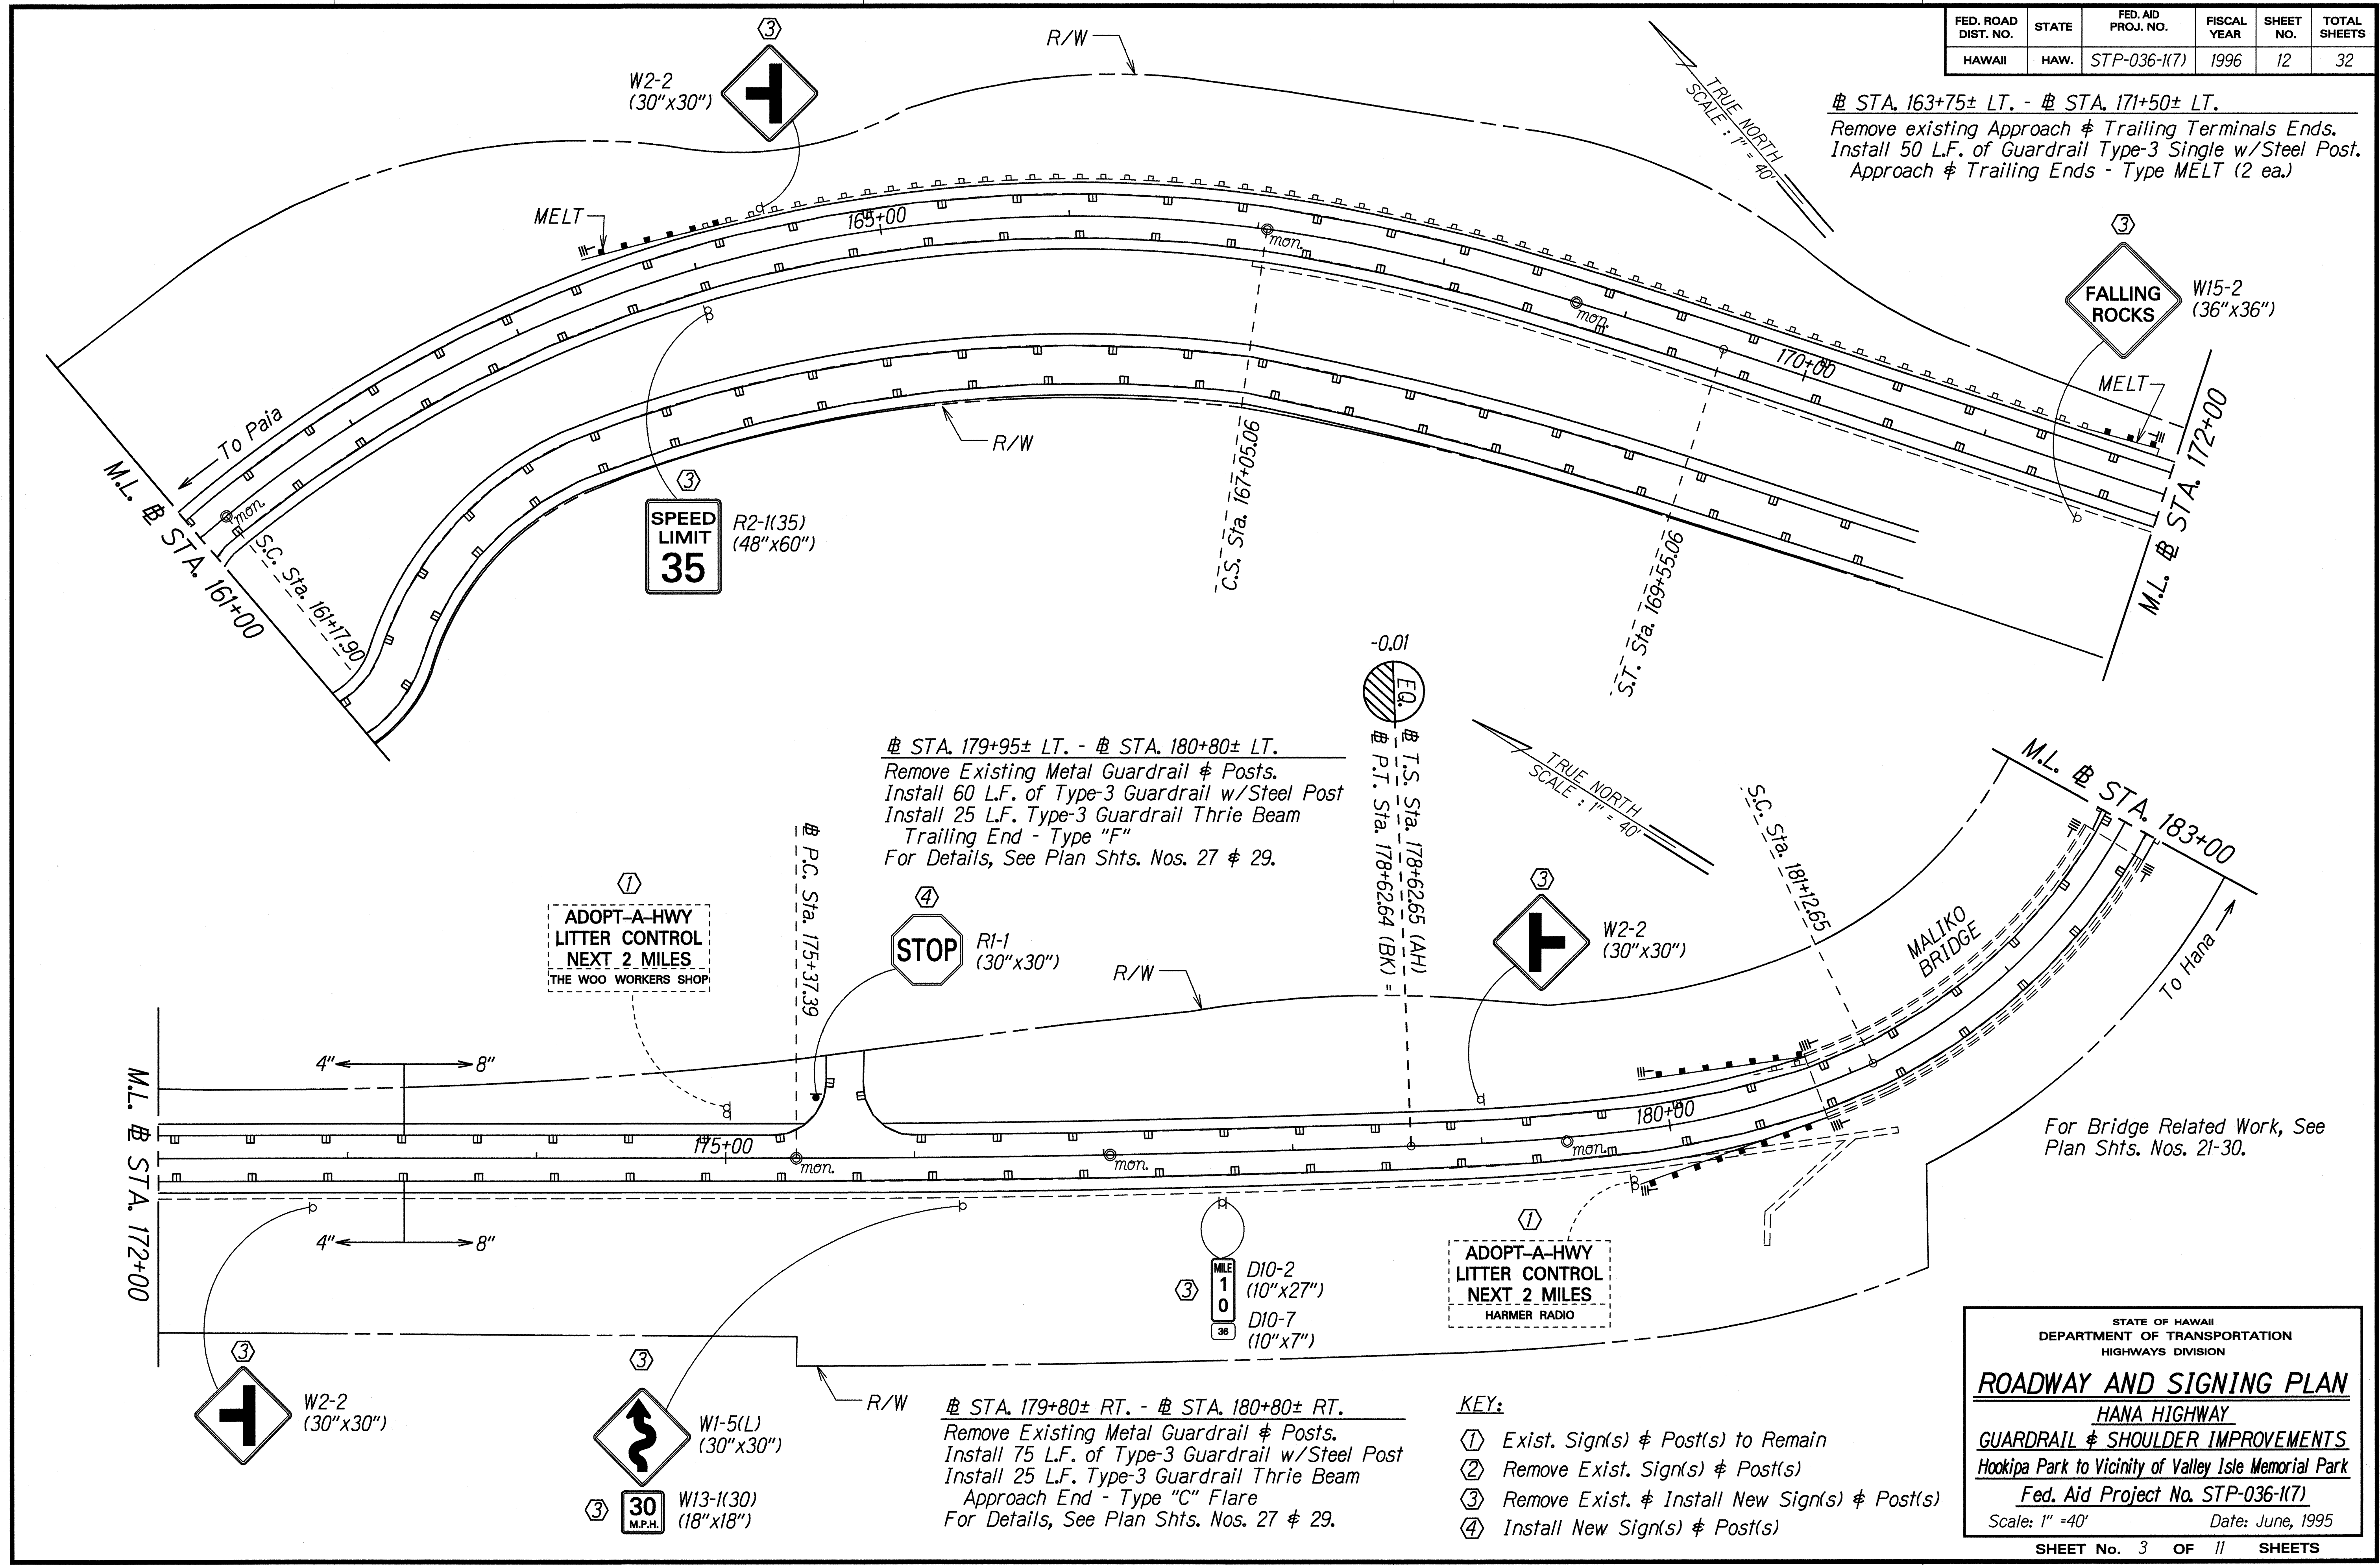 FED. ROAD DIST. NO. STATE FED. AID PROJ. NO. FISCAL YEAR SHEET NO. TOTAL SHEETS
HAWAII HAW. STP-036-1(7) 1996 12 32
℄ STA. 163+75± LT. - ℄ STA. 171+50± LT.
Remove existing Approach & Trailing Terminals Ends.
Install 50 L.F. of Guardrail Type-3 Single w/Steel Post.
Approach & Trailing Ends - Type MELT (2 ea.)
3
W2-2
(30"x30")
R/W
TRUE NORTH
SCALE : 1" = 40'
MELT
165+00
mon.
mon.
170+00
3
FALLING
ROCKS
W15-2
(36"x36")
MELT
To Paia
M.L. ℄ STA. 161+00
mon.
S.C. Sta. 161+17.90
R/W
3
SPEED
LIMIT
35
R2-1(35)
(48"x60")
C.S. Sta. 167+05.06
S.T. Sta. 169+55.06
M.L. ℄ STA. 172+00
-0.01
EQ.
℄ T.S. Sta. 178+62.65 (AH)
℄ P.T. Sta. 178+62.64 (BK) =
℄ STA. 179+95± LT. - ℄ STA. 180+80± LT.
Remove Existing Metal Guardrail & Posts.
Install 60 L.F. of Type-3 Guardrail w/Steel Post
Install 25 L.F. Type-3 Guardrail Thrie Beam
Trailing End - Type "F"
For Details, See Plan Shts. Nos. 27 & 29.
TRUE NORTH
SCALE : 1" = 40'
S.C. Sta. 181+12.65
M.L. ℄ STA. 183+00
1
ADOPT-A-HWY
LITTER CONTROL
NEXT 2 MILES
THE WOO WORKERS SHOP
℄ P.C. Sta. 175+37.39
4
STOP
R1-1
(30"x30")
R/W
3
W2-2
(30"x30")
MALIKO
BRIDGE
To Hana
M.L. ℄ STA. 172+00
4" 8"
175+00
mon.
mon.
mon.
180+00
4" 8"
For Bridge Related Work, See
Plan Shts. Nos. 21-30.
3
W2-2
(30"x30")
3
W1-5(L)
(30"x30")
3
30
M.P.H.
W13-1(30)
(18"x18")
R/W
3
MILE
1
0
36
D10-2
(10"x27")
D10-7
(10"x7")
1
ADOPT-A-HWY
LITTER CONTROL
NEXT 2 MILES
HARMER RADIO
℄ STA. 179+80± RT. - ℄ STA. 180+80± RT.
Remove Existing Metal Guardrail & Posts.
Install 75 L.F. of Type-3 Guardrail w/Steel Post
Install 25 L.F. Type-3 Guardrail Thrie Beam
Approach End - Type "C" Flare
For Details, See Plan Shts. Nos. 27 & 29.
KEY:
1 Exist. Sign(s) & Post(s) to Remain
2 Remove Exist. Sign(s) & Post(s)
3 Remove Exist. & Install New Sign(s) & Post(s)
4 Install New Sign(s) & Post(s)
STATE OF HAWAII
DEPARTMENT OF TRANSPORTATION
HIGHWAYS DIVISION
ROADWAY AND SIGNING PLAN
HANA HIGHWAY
GUARDRAIL & SHOULDER IMPROVEMENTS
Hookipa Park to Vicinity of Valley Isle Memorial Park
Fed. Aid Project No. STP-036-1(7)
Scale: 1" =40' Date: June, 1995
SHEET No. 3 OF 11 SHEETS